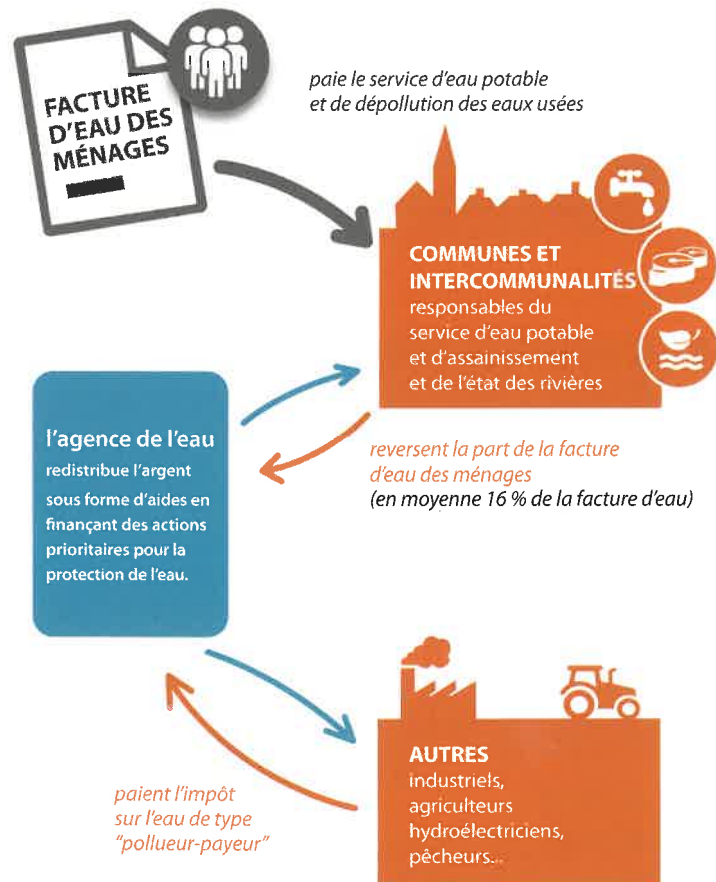 FACTURE
D'EAU DES
MÉNAGES
paie le service d'eau potable
et de dépollution des eaux usées
COMMUNES ET
INTERCOMMUNALITÉS
responsables du
service d'eau potable
et d'assainissement
et de l'état des rivières
l'agence de l'eau
redistribue l'argent
sous forme d'aides en
finançant des actions
prioritaires pour la
protection de l'eau.
reversent la part de la facture
d'eau des ménages
(en moyenne 16 % de la facture d'eau)
AUTRES
industriels,
agriculteurs
hydroélectriciens,
pêcheurs...
paient l'impôt
sur l'eau de type
"pollueur-payeur"